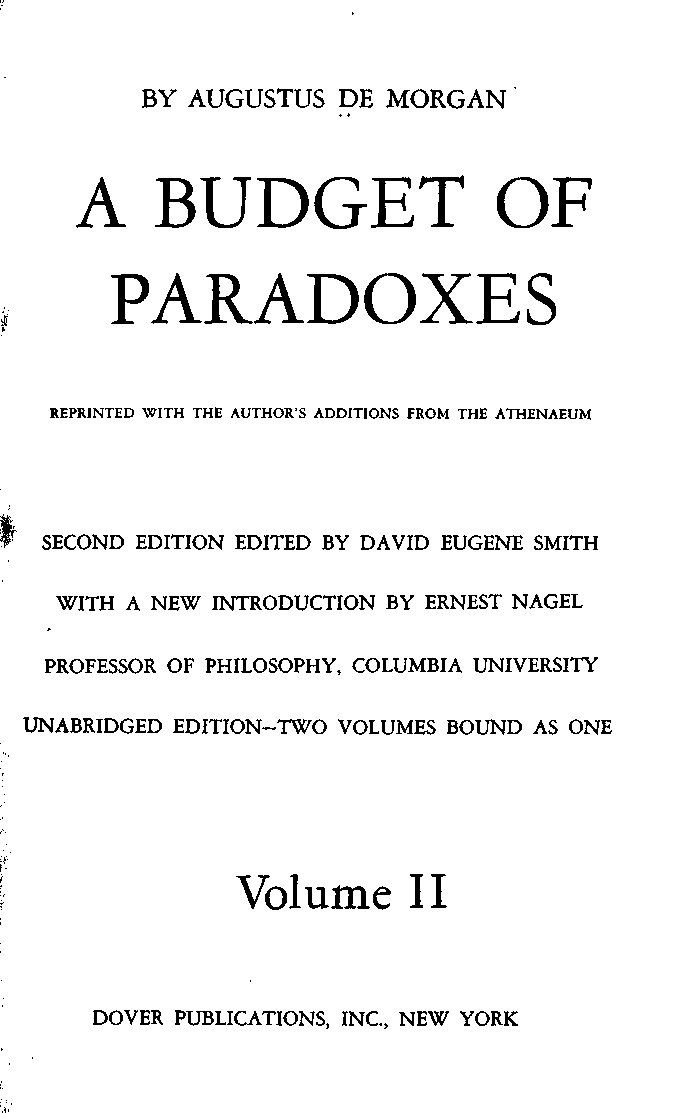 BY AUGUSTUS DE MORGAN
A BUDGET OF
PARADOXES
REPRINTED WITH THE AUTHOR'S ADDITIONS FROM THE ATHENAEUM
SECOND EDITION EDITED BY DAVID EUGENE SMITH
WITH A NEW INTRODUCTION BY ERNEST NAGEL
PROFESSOR OF PHILOSOPHY, COLUMBIA UNIVERSITY
UNABRIDGED EDITION—TWO VOLUMES BOUND AS ONE
Volume II
DOVER PUBLICATIONS, INC., NEW YORK